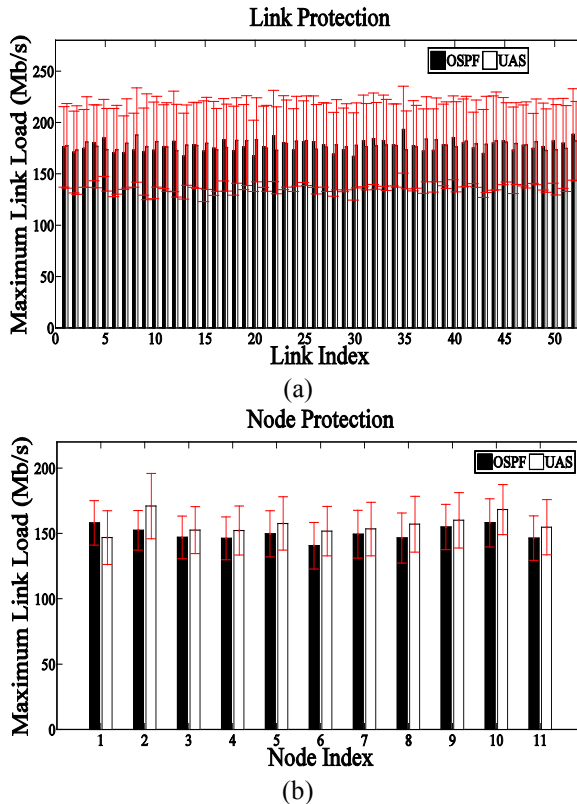 Link Protection
Maximum Link Load (Mb/s)
250
200
150
100
50
0
OSPF UAS
0 5 10 15 20 25 30 35 40 45 50
Link Index
(a)
Node Protection
Maximum Link Load (Mb/s)
200
150
100
50
0
OSPF UAS
1 2 3 4 5 6 7 8 9 10 11
Node Index
(b)